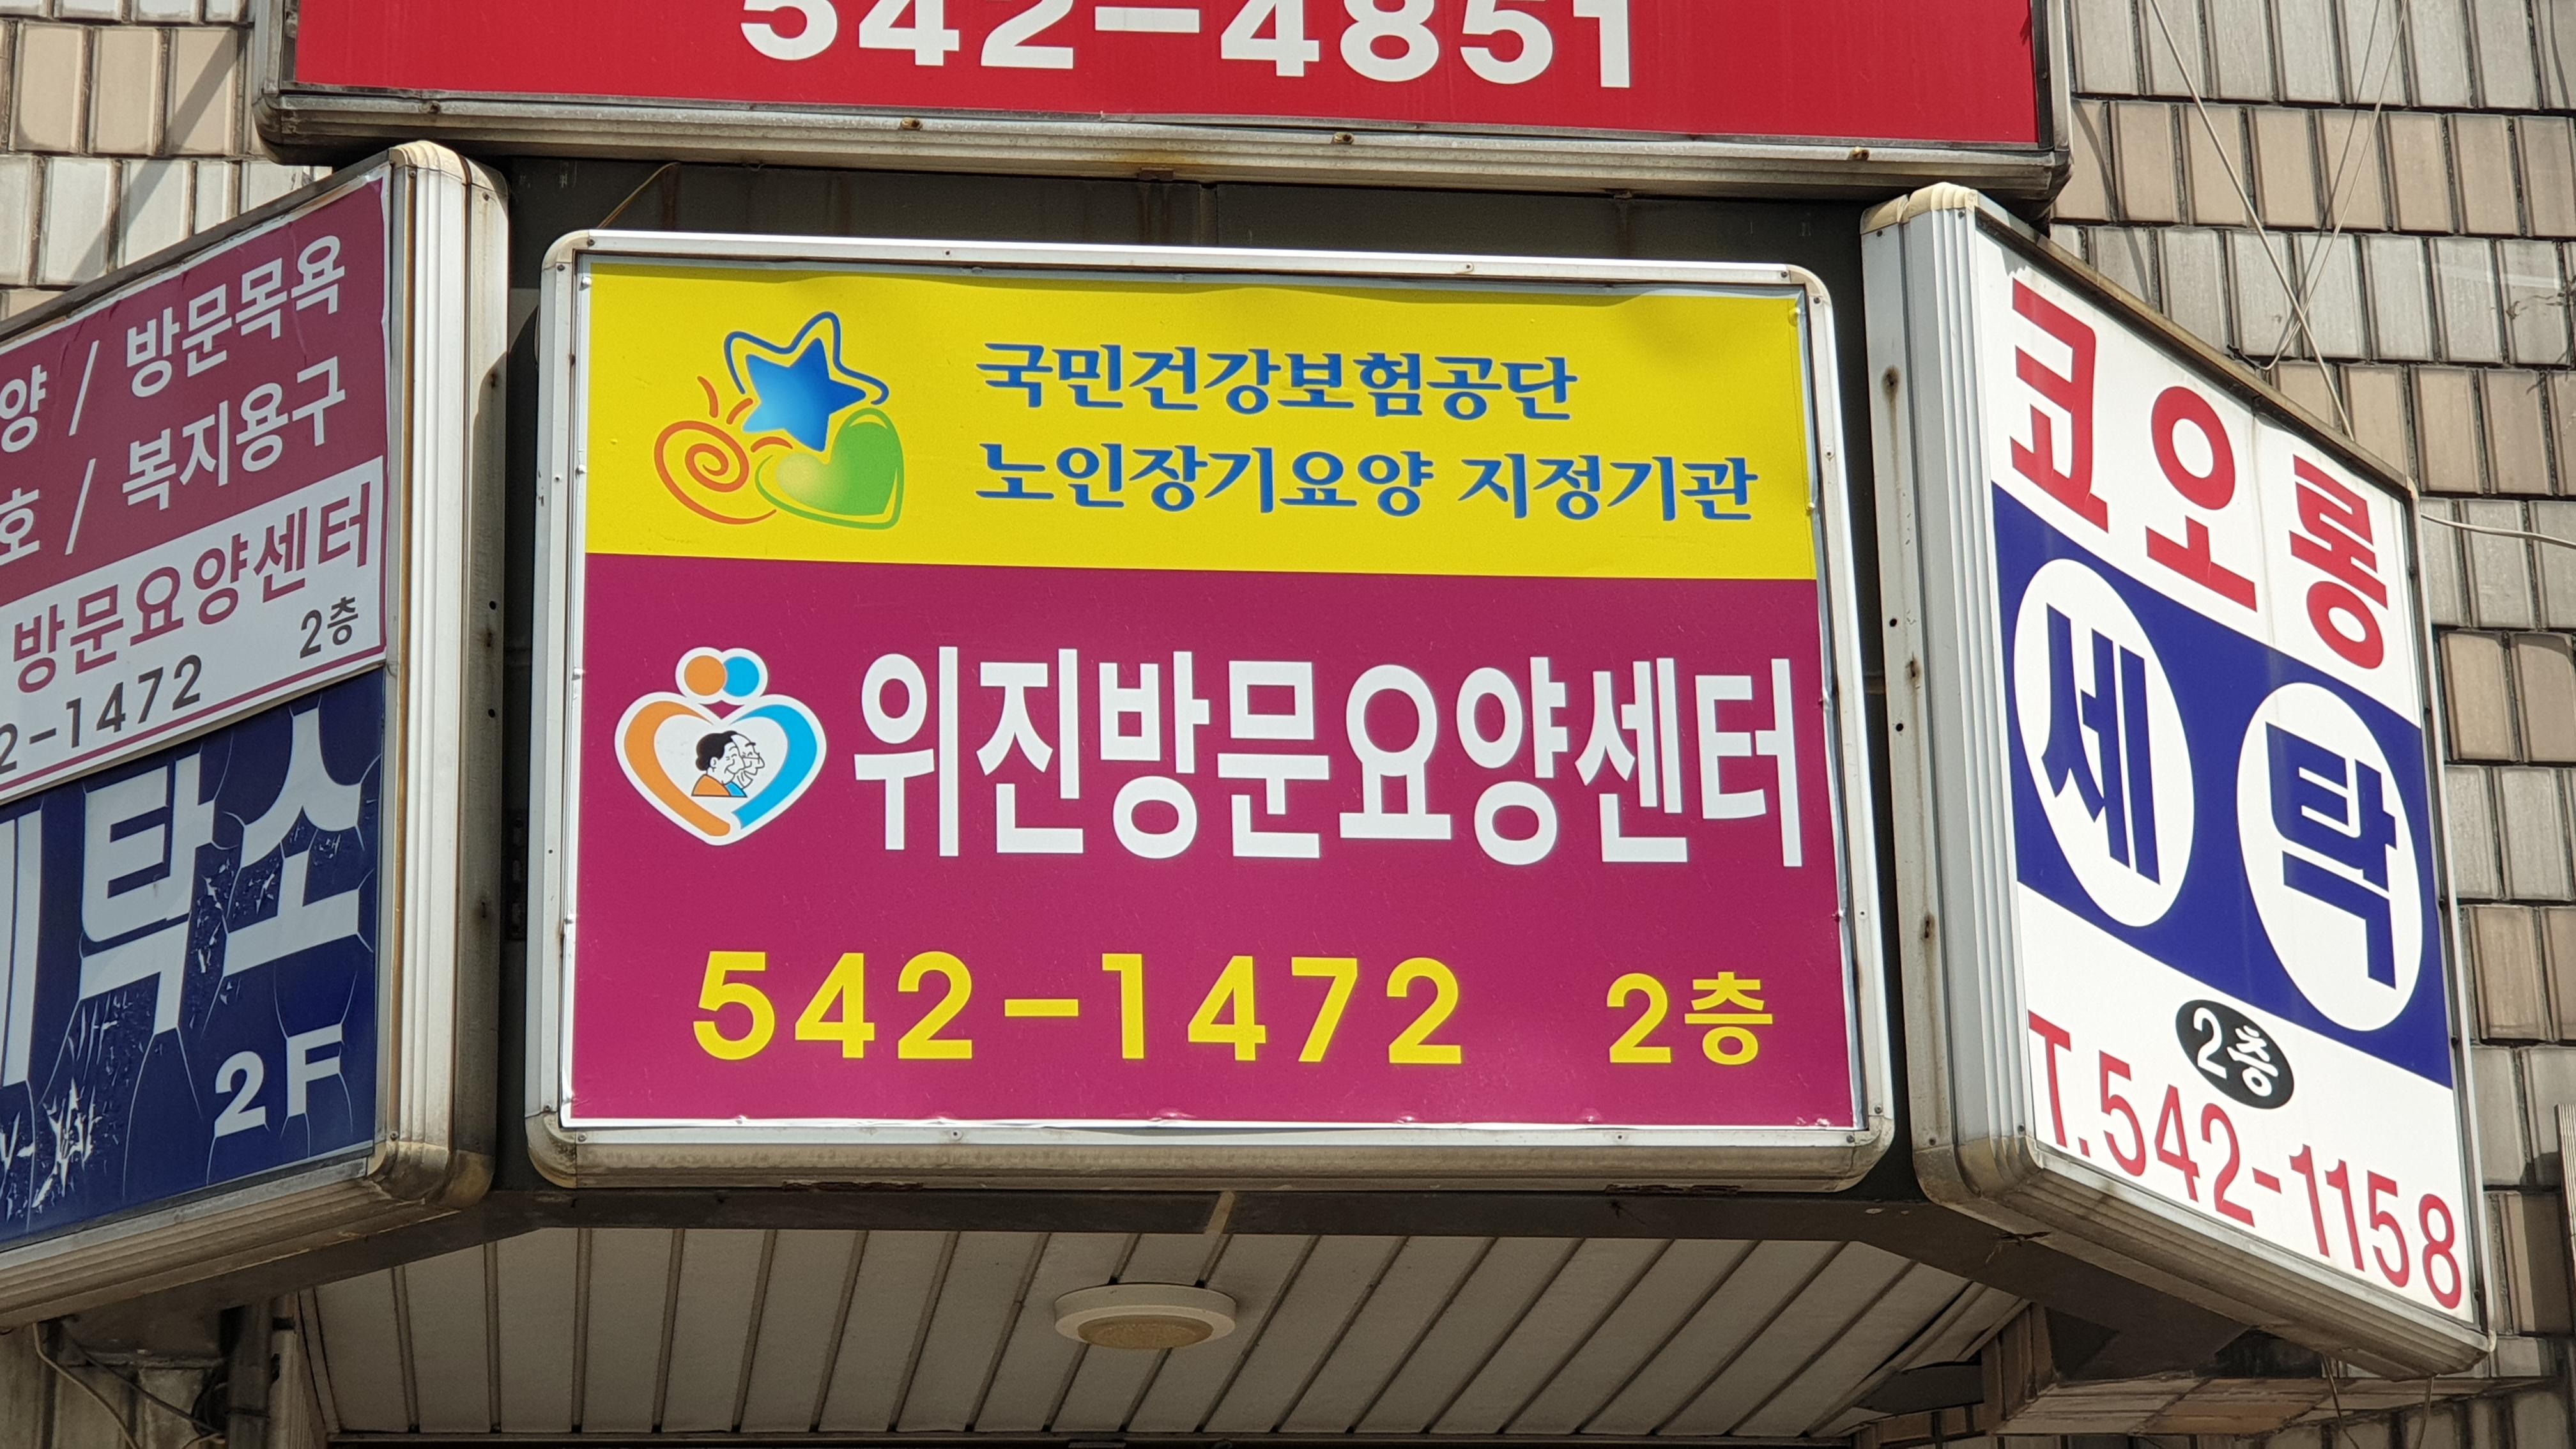 542-4851
양 / 방문목욕
호 / 복지용구
방문요양센터
2-1472 2층
세탁소
2F
국민건강보험공단
노인장기요양 지정기관
위진방문요양센터
542-1472 2층
코오롱
세탁
2층
T.542-1158